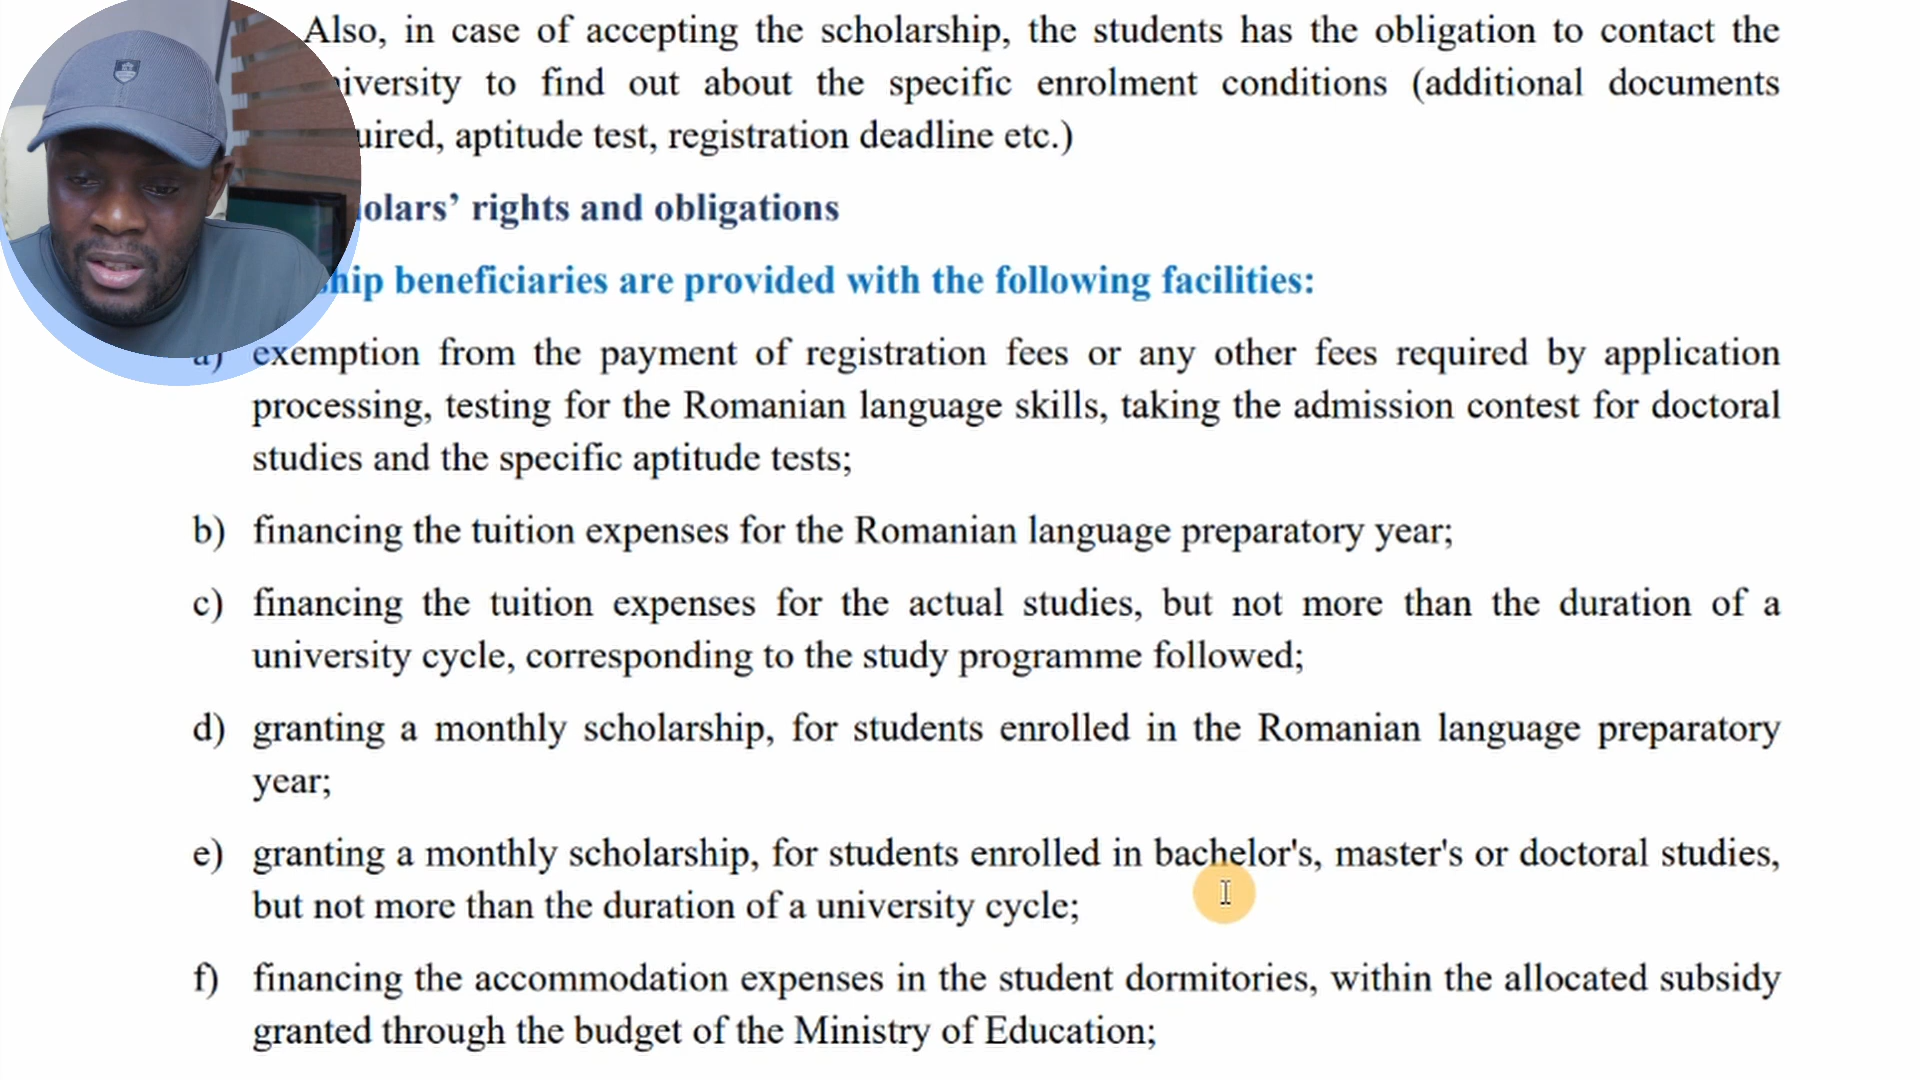 Also, in case of accepting the scholarship, the students has the obligation to contact the
to find out about the specific enrolment conditions (additional documents
aptitude test, registration deadline etc.)
rights and obligations
beneficiaries are provided with the following facilities:
a) exemption from the payment of registration fees or any other fees required by application
processing, testing for the Romanian language skills, taking the admission contest for doctoral
studies and the specific aptitude tests;
b) financing the tuition expenses for the Romanian language preparatory year;
c) financing the tuition expenses for the actual studies, but not more than the duration of a
university cycle, corresponding to the study programme followed;
d) granting a monthly scholarship, for students enrolled in the Romanian language preparatory
year;
e) granting a monthly scholarship, for students enrolled in bachelor's, master's or doctoral studies,
but not more than the duration of a university cycle;
f) financing the accommodation expenses in the student dormitories, within the allocated subsidy
granted through the budget of the Ministry of Education;